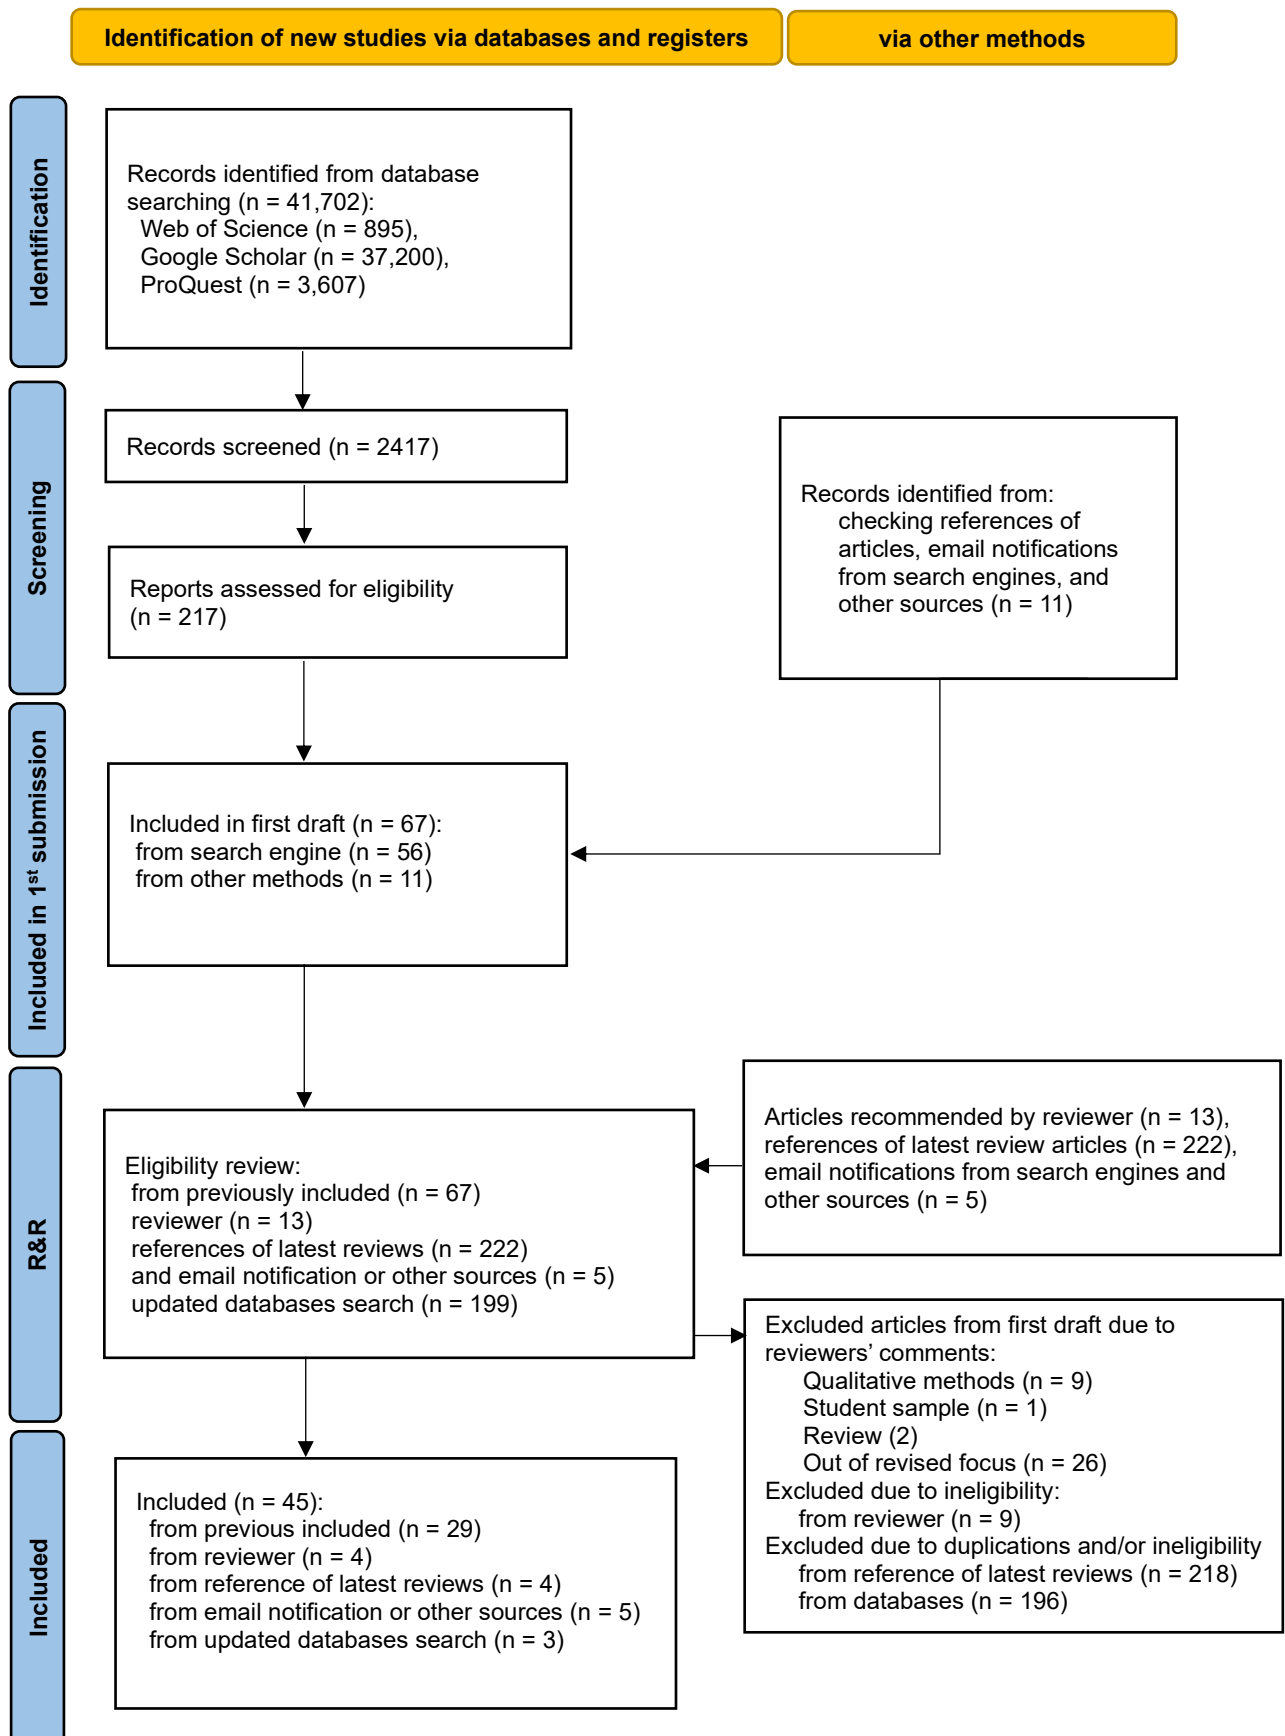 Identification of new studies via databases and registers
via other methods
Identification
Records identified from database
searching (n = 41,702):
Web of Science (n = 895),
Google Scholar (n = 37,200),
ProQuest (n = 3,607)
Screening
Records screened (n = 2417)
Reports assessed for eligibility
(n = 217)
Records identified from:
checking references of
articles, email notifications
from search engines, and
other sources (n = 11)
Included in 1st submission
Included in first draft (n = 67):
from search engine (n = 56)
from other methods (n = 11)
R&R
Eligibility review:
from previously included (n = 67)
reviewer (n = 13)
references of latest reviews (n = 222)
and email notification or other sources (n = 5)
updated databases search (n = 199)
Articles recommended by reviewer (n = 13),
references of latest review articles (n = 222),
email notifications from search engines and
other sources (n = 5)
Excluded articles from first draft due to
reviewers’ comments:
Qualitative methods (n = 9)
Student sample (n = 1)
Review (2)
Out of revised focus (n = 26)
Excluded due to ineligibility:
from reviewer (n = 9)
Excluded due to duplications and/or ineligibility
from reference of latest reviews (n = 218)
from databases (n = 196)
Included
Included (n = 45):
from previous included (n = 29)
from reviewer (n = 4)
from reference of latest reviews (n = 4)
from email notification or other sources (n = 5)
from updated databases search (n = 3)